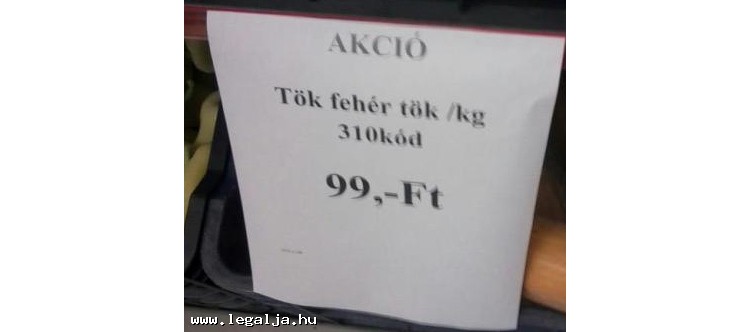 AKCIÓ
Tök fehér tök /kg
310kód
99,-Ft
www.legalja.hu